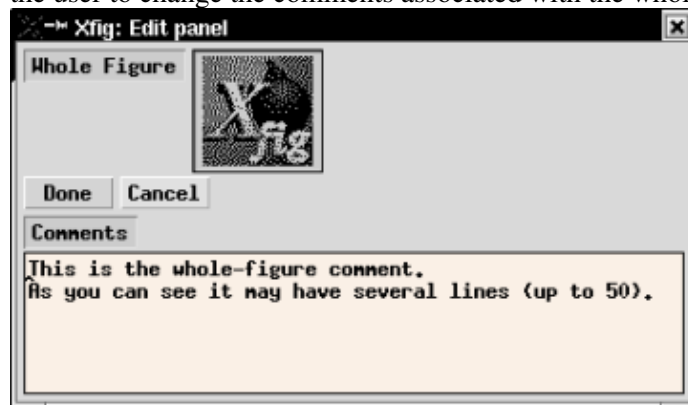 the user to change the comments associated with the whol
Xfig: Edit panel
Whole Figure
Xfig
Done Cancel
Comments
This is the whole-figure comment.
As you can see it may have several lines (up to 50).